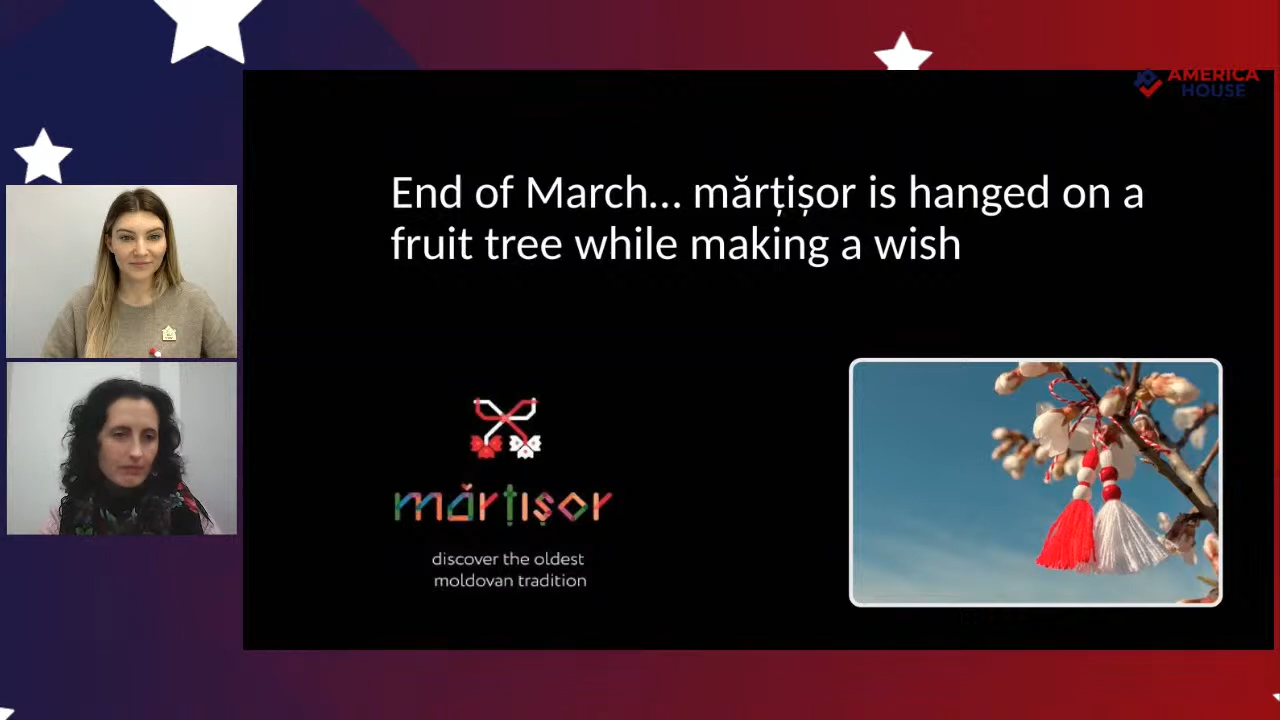 AMERICA
HOUSE
End of March... mărțișor is hanged on a
fruit tree while making a wish
mărțișor
discover the oldest
moldovan tradition